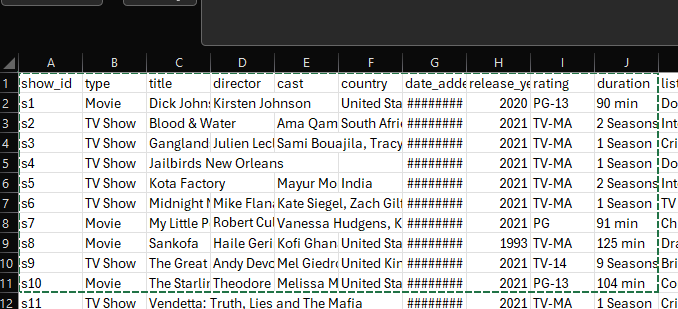 A B C D E F G H I J
1 show_id type title director cast country date_adde release_ye rating duration list
2 s1 Movie Dick Johns Kirsten Johnson United Sta ######## 2020 PG-13 90 min Do
3 s2 TV Show Blood & Water Ama Qam South Afri ######## 2021 TV-MA 2 Seasons Int
4 s3 TV Show Gangland Julien Lecl Sami Bouajila, Tracy ######## 2021 TV-MA 1 Season Cri
5 s4 TV Show Jailbirds New Orleans ######## 2021 TV-MA 1 Season Do
6 s5 TV Show Kota Factory Mayur Mo India ######## 2021 TV-MA 2 Seasons Int
7 s6 TV Show Midnight M Mike Flana Kate Siegel, Zach Gilf ######## 2021 TV-MA 1 Season TV
8 s7 Movie My Little P Robert Cul Vanessa Hudgens, K ######## 2021 PG 91 min Ch
9 s8 Movie Sankofa Haile Geri Kofi Ghan United Sta ######## 1993 TV-MA 125 min Dra
10 s9 TV Show The Great Andy Devo Mel Giedro United Kin ######## 2021 TV-14 9 Seasons Bri
11 s10 Movie The Starlin Theodore Melissa M United Sta ######## 2021 PG-13 104 min Co
12 s11 TV Show Vendetta: Truth, Lies and The Mafia ######## 2021 TV-MA 1 Season Cri